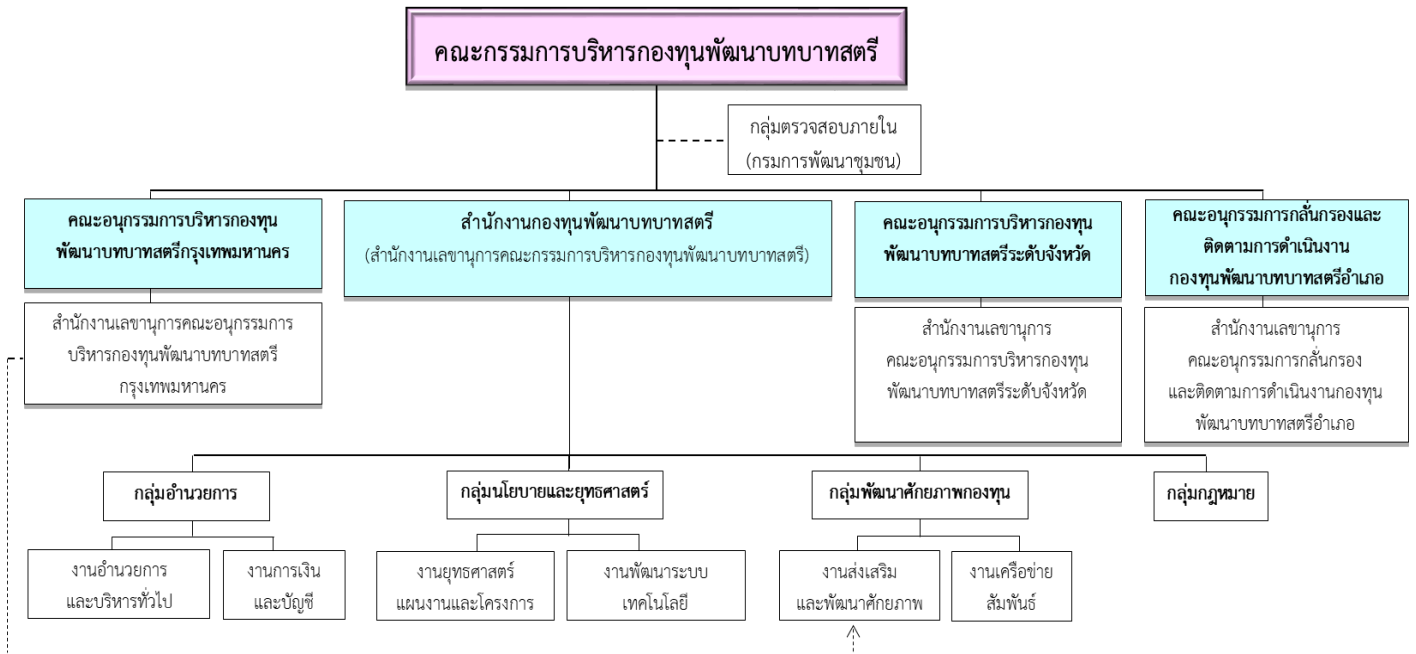 คณะกรรมการบริหารกองทุนพัฒนาบทบาทสตรี
กลุ่มตรวจสอบภายใน
(กรมการพัฒนาชุมชน)
คณะอนุกรรมการบริหารกองทุน
พัฒนาบทบาทสตรีกรุงเทพมหานคร
สำนักงานเลขานุการคณะอนุกรรมการ
บริหารกองทุนพัฒนาบทบาทสตรี
กรุงเทพมหานคร
สำนักงานกองทุนพัฒนาบทบาทสตรี
(สำนักงานเลขานุการคณะกรรมการบริหารกองทุนพัฒนาบทบาทสตรี)
คณะอนุกรรมการบริหารกองทุน
พัฒนาบทบาทสตรีระดับจังหวัด
สำนักงานเลขานุการ
คณะอนุกรรมการบริหารกองทุน
พัฒนาบทบาทสตรีระดับจังหวัด
คณะอนุกรรมการกลั่นกรองและ
ติดตามการดำเนินงาน
กองทุนพัฒนาบทบาทสตรีอำเภอ
สำนักงานเลขานุการ
คณะอนุกรรมการกลั่นกรอง
และติดตามการดำเนินงานกองทุน
พัฒนาบทบาทสตรีอำเภอ
กลุ่มอำนวยการ
งานอำนวยการ
และบริหารทั่วไป
งานการเงิน
และบัญชี
กลุ่มนโยบายและยุทธศาสตร์
งานยุทธศาสตร์
แผนงานและโครงการ
งานพัฒนาระบบ
เทคโนโลยี
กลุ่มพัฒนาศักยภาพกองทุน
งานส่งเสริม
และพัฒนาศักยภาพ
งานเครือข่าย
สัมพันธ์
กลุ่มกฎหมาย